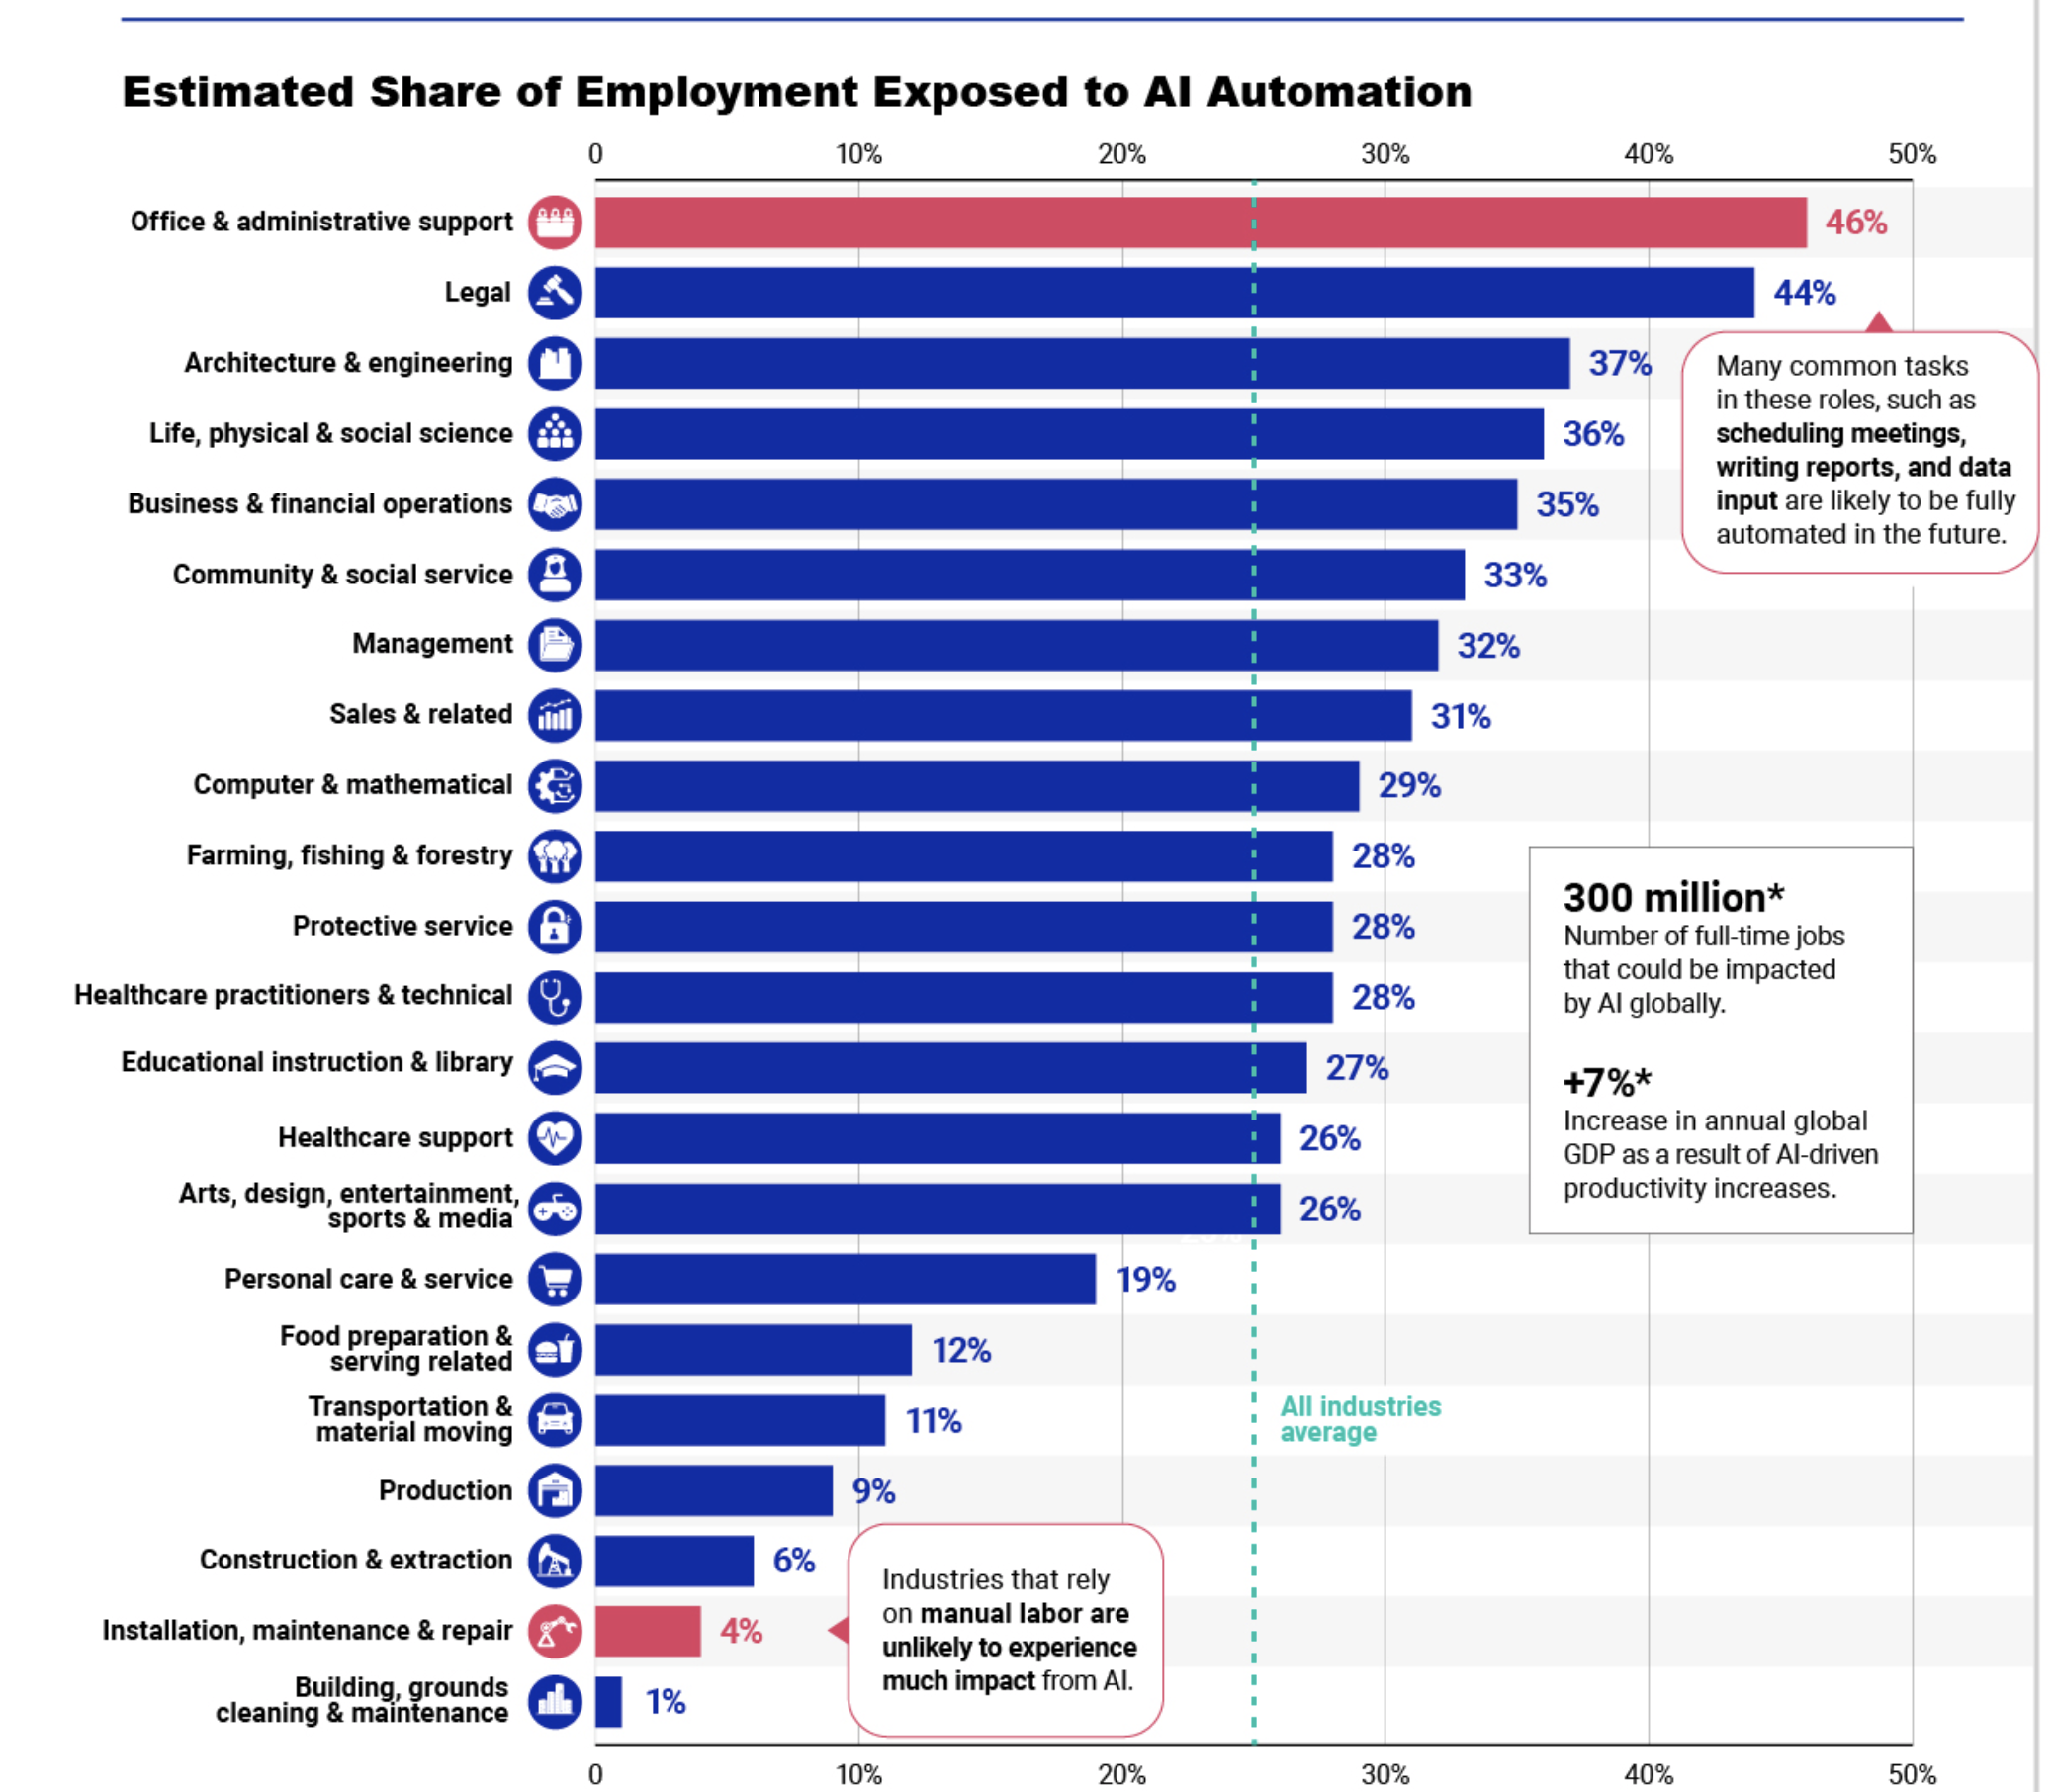 Estimated Share of Employment Exposed to AI Automation
0 10% 20% 30% 40% 50%
Office & administrative support 46%
Legal 44%
Architecture & engineering 37%
Many common tasks
in these roles, such as
scheduling meetings,
writing reports, and data
input are likely to be fully
automated in the future.
Life, physical & social science 36%
Business & financial operations 35%
Community & social service 33%
Management 32%
Sales & related 31%
Computer & mathematical 29%
Farming, fishing & forestry 28%
Protective service 28%
Healthcare practitioners & technical 28%
300 million*
Number of full-time jobs
that could be impacted
by AI globally.
+7%*
Increase in annual global
GDP as a result of AI-driven
productivity increases.
Educational instruction & library 27%
Healthcare support 26%
Arts, design, entertainment,
sports & media 26%
Personal care & service 19%
Food preparation &
serving related 12%
Transportation &
material moving 11%
All industries
average
Production 9%
Construction & extraction 6%
Installation, maintenance & repair 4%
Industries that rely
on manual labor are
unlikely to experience
much impact from AI.
Building, grounds
cleaning & maintenance 1%
0 10% 20% 30% 40% 50%